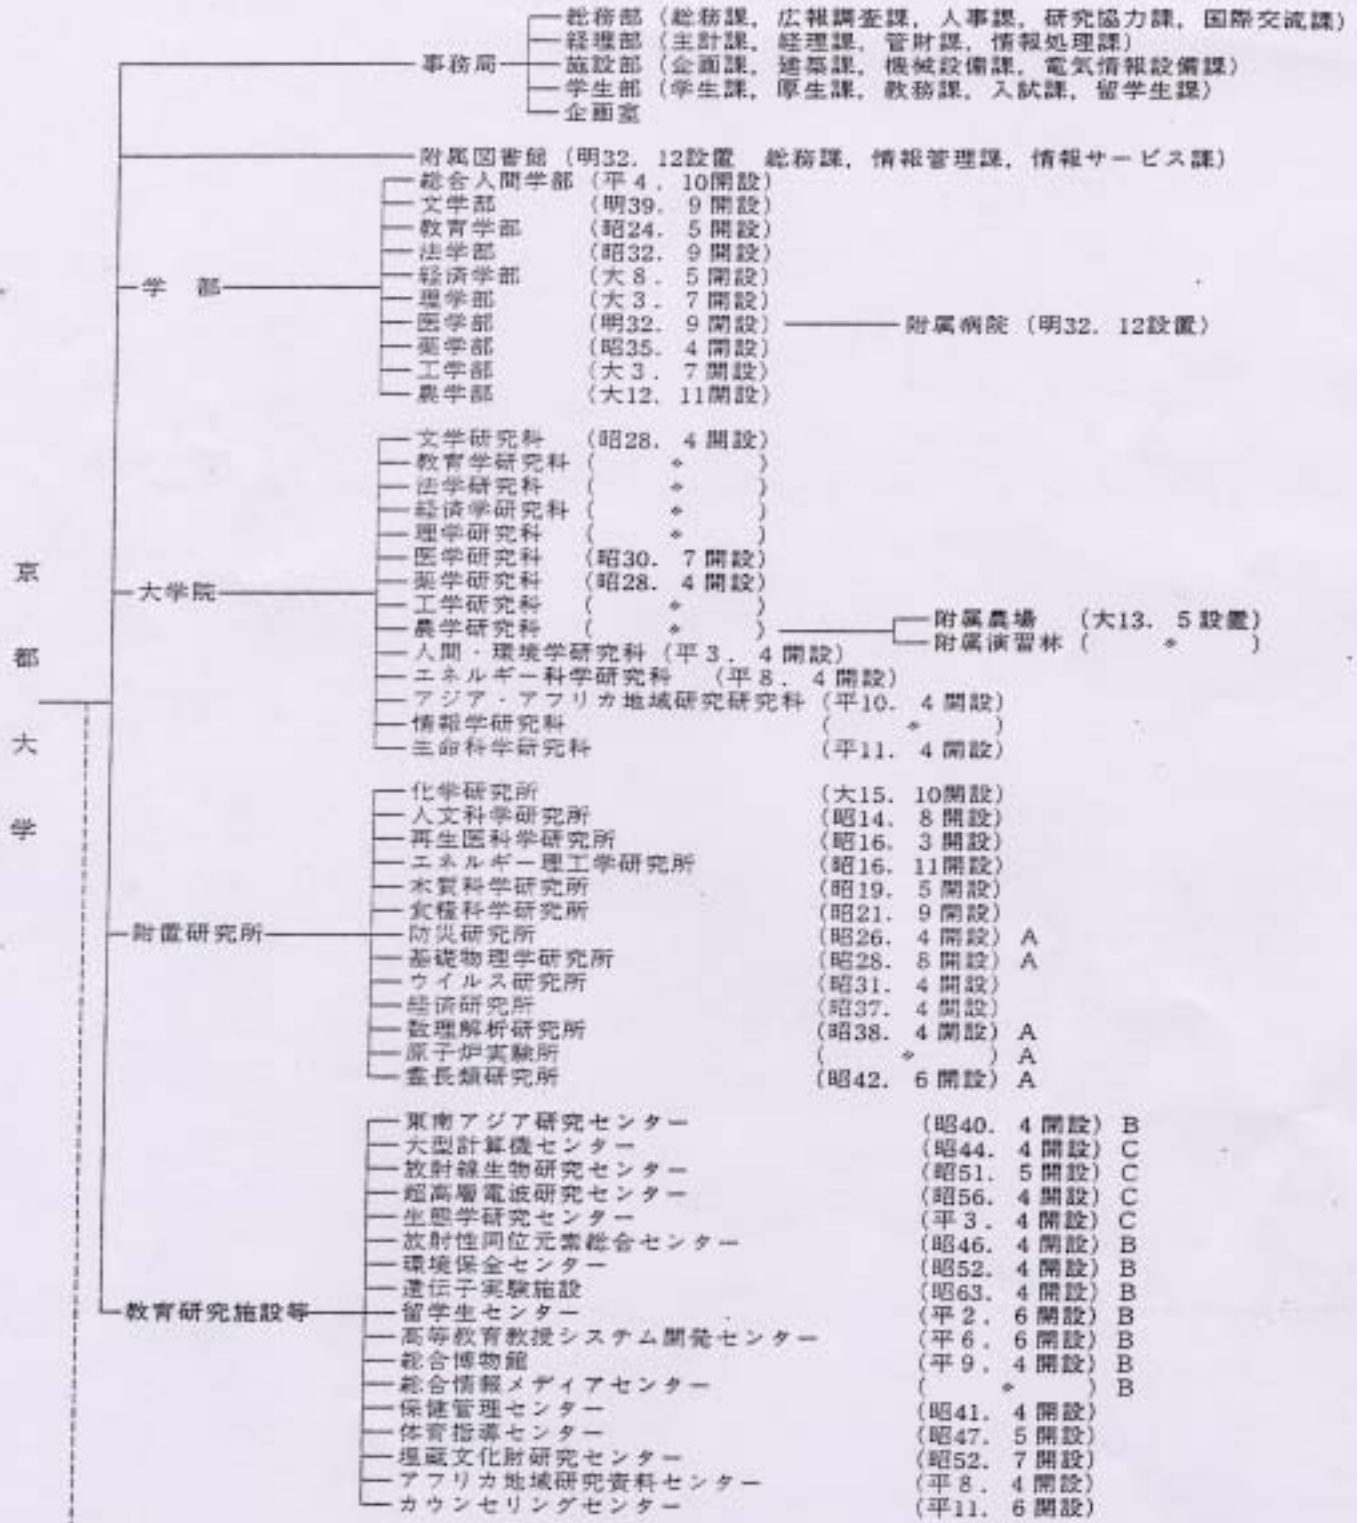 総務部（総務課，広報調査課，人事課，研究協力課，国際交流課）
経理部（主計課，経理課，管財課，情報処理課）
事務局
施設部（企画課，建築課，機械設備課，電気情報設備課）
学生部（学生課，厚生課，教務課，入試課，留学生課）
企画室
附属図書館（明32．12設置　総務課，情報管理課，情報サービス課）
総合人間学部（平4．10開設）
文学部（明39．9開設）
教育学部（昭24．5開設）
法学部（昭32．9開設）
経済学部（大8．5開設）
学　部
理学部（大3．7開設）
医学部（明32．9開設）　附属病院（明32．12設置）
薬学部（昭35．4開設）
工学部（大3．7開設）
農学部（大12．11開設）
文学研究科（昭28．4開設）
教育学研究科（　〃　）
法学研究科（　〃　）
経済学研究科（　〃　）
理学研究科（　〃　）
医学研究科（昭30．7開設）
薬学研究科（昭28．4開設）
大学院
工学研究科（　〃　）
農学研究科（　〃　）
附属農場（大13．5設置）
附属演習林（　〃　）
人間・環境学研究科（平3．4開設）
エネルギー科学研究科（平8．4開設）
アジア・アフリカ地域研究研究科（平10．4開設）
情報学研究科（　〃　）
生命科学研究科（平11．4開設）
京都大学
化学研究所（大15．10開設）
人文科学研究所（昭14．8開設）
再生医科学研究所（昭16．3開設）
エネルギー理工学研究所（昭16．11開設）
木質科学研究所（昭19．5開設）
食糧科学研究所（昭21．9開設）
附置研究所
防災研究所（昭26．4開設）A
基礎物理学研究所（昭28．8開設）A
ウイルス研究所（昭31．4開設）
経済研究所（昭37．4開設）
数理解析研究所（昭38．4開設）A
原子炉実験所（　〃　）A
霊長類研究所（昭42．6開設）A
東南アジア研究センター（昭40．4開設）B
大型計算機センター（昭44．4開設）C
放射線生物研究センター（昭51．5開設）C
超高層電波研究センター（昭56．4開設）C
生態学研究センター（平3．4開設）C
放射性同位元素総合センター（昭46．4開設）B
環境保全センター（昭52．4開設）B
遺伝子実験施設（昭63．4開設）B
教育研究施設等
留学生センター（平2．6開設）B
高等教育教授システム開発センター（平6．6開設）B
総合博物館（平9．4開設）B
総合情報メディアセンター（　〃　）B
保健管理センター（昭41．4開設）
体育指導センター（昭47．5開設）
埋蔵文化財研究センター（昭52．7開設）
アフリカ地域研究資料センター（平8．4開設）
カウンセリングセンター（平11．6開設）